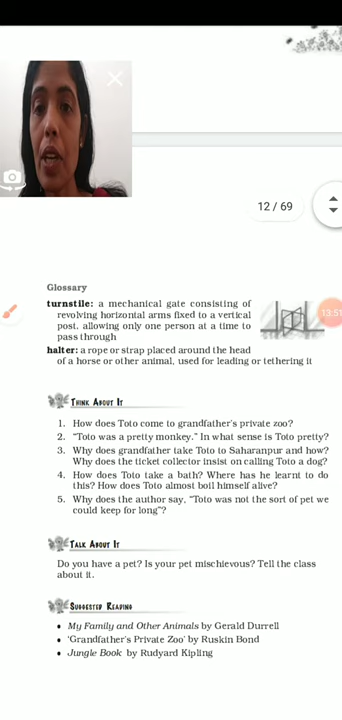 12 / 69
Glossary
turnstile: a mechanical gate consisting of
revolving horizontal arms fixed to a vertical
post, allowing only one person at a time to
pass through
13:51
halter: a rope or strap placed around the head
of a horse or other animal, used for leading or tethering it
Think About It
1. How does Toto come to grandfather's private zoo?
2. “Toto was a pretty monkey.” In what sense is Toto pretty?
3. Why does grandfather take Toto to Saharanpur and how?
Why does the ticket collector insist on calling Toto a dog?
4. How does Toto take a bath? Where has he learnt to do
this? How does Toto almost boil himself alive?
5. Why does the author say, “Toto was not the sort of pet we
could keep for long”?
Talk About It
Do you have a pet? Is your pet mischievous? Tell the class
about it.
Suggested Reading
• My Family and Other Animals by Gerald Durrell
• ‘Grandfather's Private Zoo’ by Ruskin Bond
• Jungle Book by Rudyard Kipling